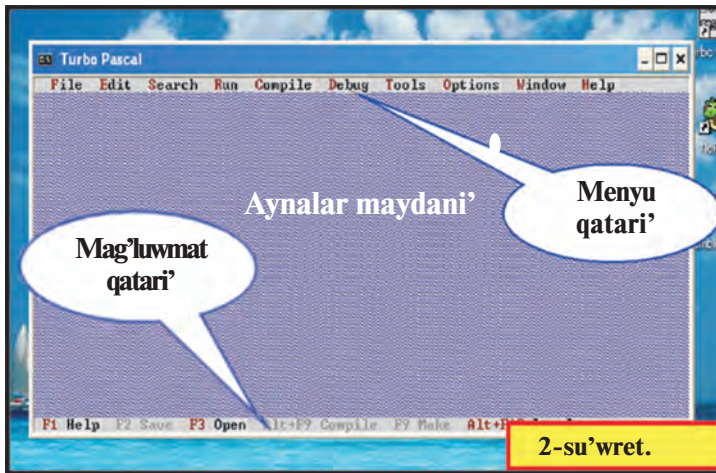 Turbo Pascal
File Edit Search Run Compile Debug Tools Options Window Help
Aynalar maydani’
Menyu
qatari’
Mag’luwmat
qatari’
F1 Help F2 Save F3 Open Alt+F9 Compile F9 Make
2-su’wret.